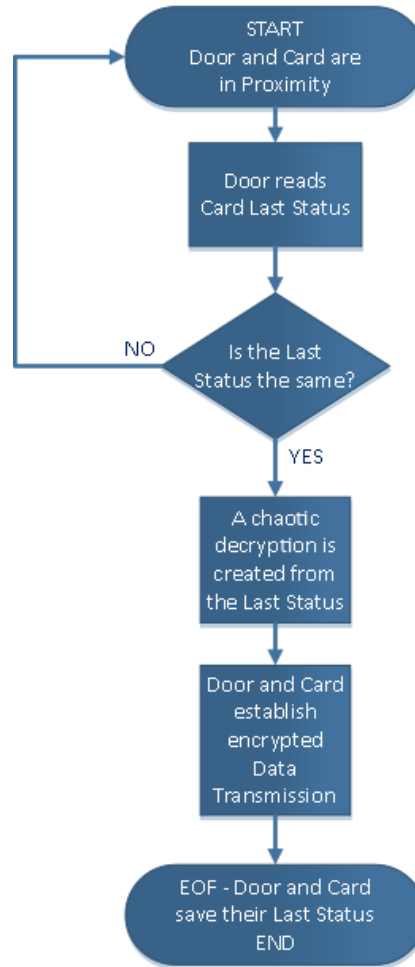 START
Door and Card are
in Proximity
Door reads
Card Last Status
Is the Last
Status the same?
NO
YES
A chaotic
decryption is
created from
the Last Status
Door and Card
establish
encrypted
Data
Transmission
EOF - Door and Card
save their Last Status
END